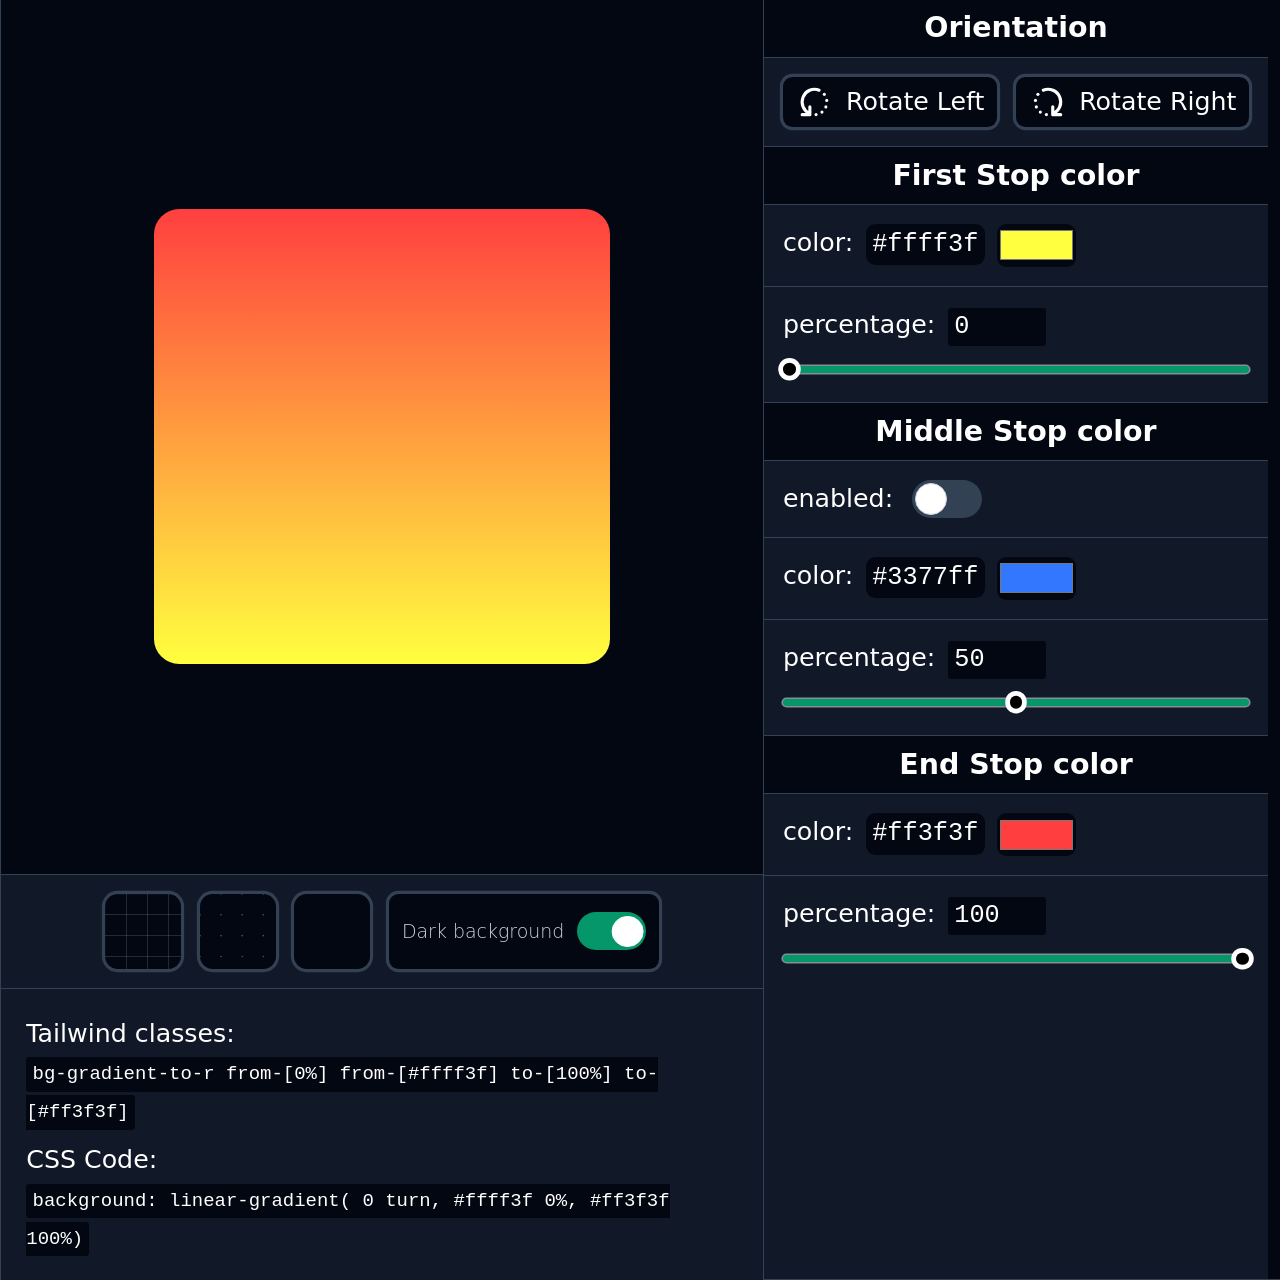 Orientation
Rotate Left
Rotate Right
First Stop color
color: #ffff3f
percentage: 0
Middle Stop color
enabled:
color: #3377ff
percentage: 50
End Stop color
color: #ff3f3f
percentage: 100
Dark background
Tailwind classes:
bg-gradient-to-r from-[0%] from-[#ffff3f] to-[100%] to-
[#ff3f3f]
CSS Code:
background: linear-gradient( 0 turn, #ffff3f 0%, #ff3f3f
100%)